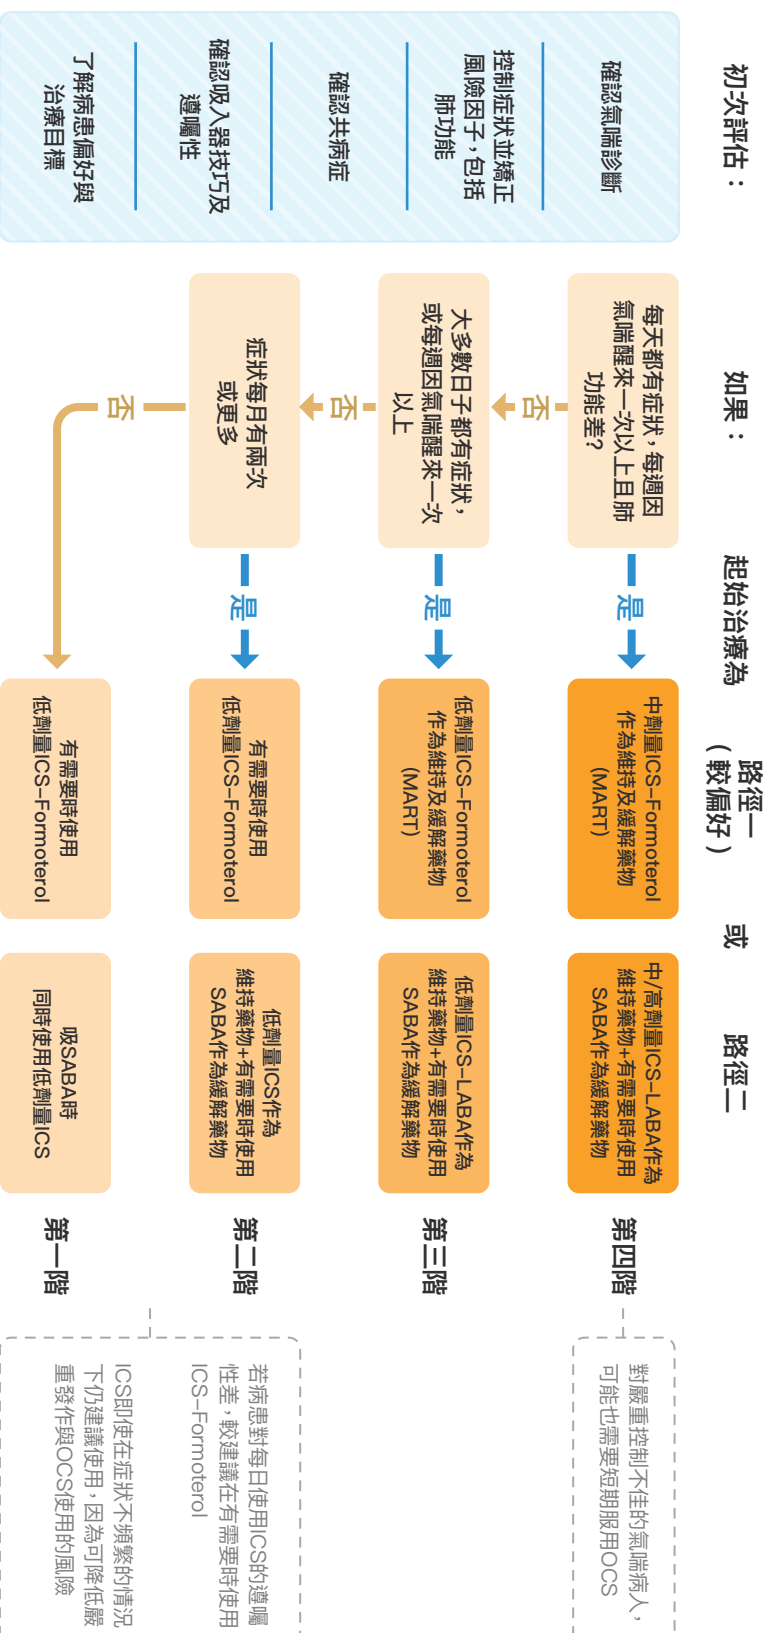 初次評估：
確認氣喘診斷
控制症狀並矯正
風險因子，包括
肺功能
確認共病症
確認吸入器技巧及
遵囑性
了解病患偏好與
治療目標
如果：
每天都有症狀，每週因
氣喘醒來一次以上且肺
功能差?
否
大多數日子都有症狀，
或每週因氣喘醒來一次
以上
否
症狀每月有兩次
或更多
否
是
是
是
起始治療為
路徑一
(較偏好)
中劑量ICS-Formoterol
作為維持及緩解藥物
(MART)
低劑量ICS-Formoterol
作為維持及緩解藥物
(MART)
有需要時使用
低劑量ICS-Formoterol
有需要時使用
低劑量ICS-Formoterol
或
路徑二
中/高劑量ICS-LABA作為
維持藥物+有需要時使用
SABA作為緩解藥物
低劑量ICS-LABA作為
維持藥物+有需要時使用
SABA作為緩解藥物
低劑量ICS作為
維持藥物+有需要時使用
SABA作為緩解藥物
吸SABA時
同時使用低劑量ICS
第四階
第三階
第二階
第一階
對嚴重控制不佳的氣喘病人，
可能也需要短期服用OCS
若病患對每日使用ICS的遵囑
性差，較建議在有需要時使用
ICS-Formoterol
ICS即使在症狀不頻繁的情況
下仍建議使用，因為可降低嚴
重發作與OCS使用的風險